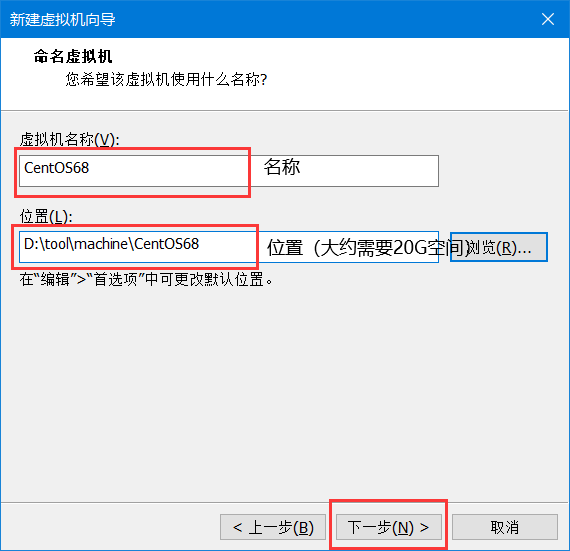 新建虚拟机向导
命名虚拟机
您希望该虚拟机使用什么名称?
虚拟机名称(V):
CentOS68 名称
位置(L):
D:\tool\machine\CentOS68 位置（大约需要20G空间) 浏览(R)...
在“编辑”>“首选项”中可更改默认位置。
< 上一步(B) 下一步(N) > 取消